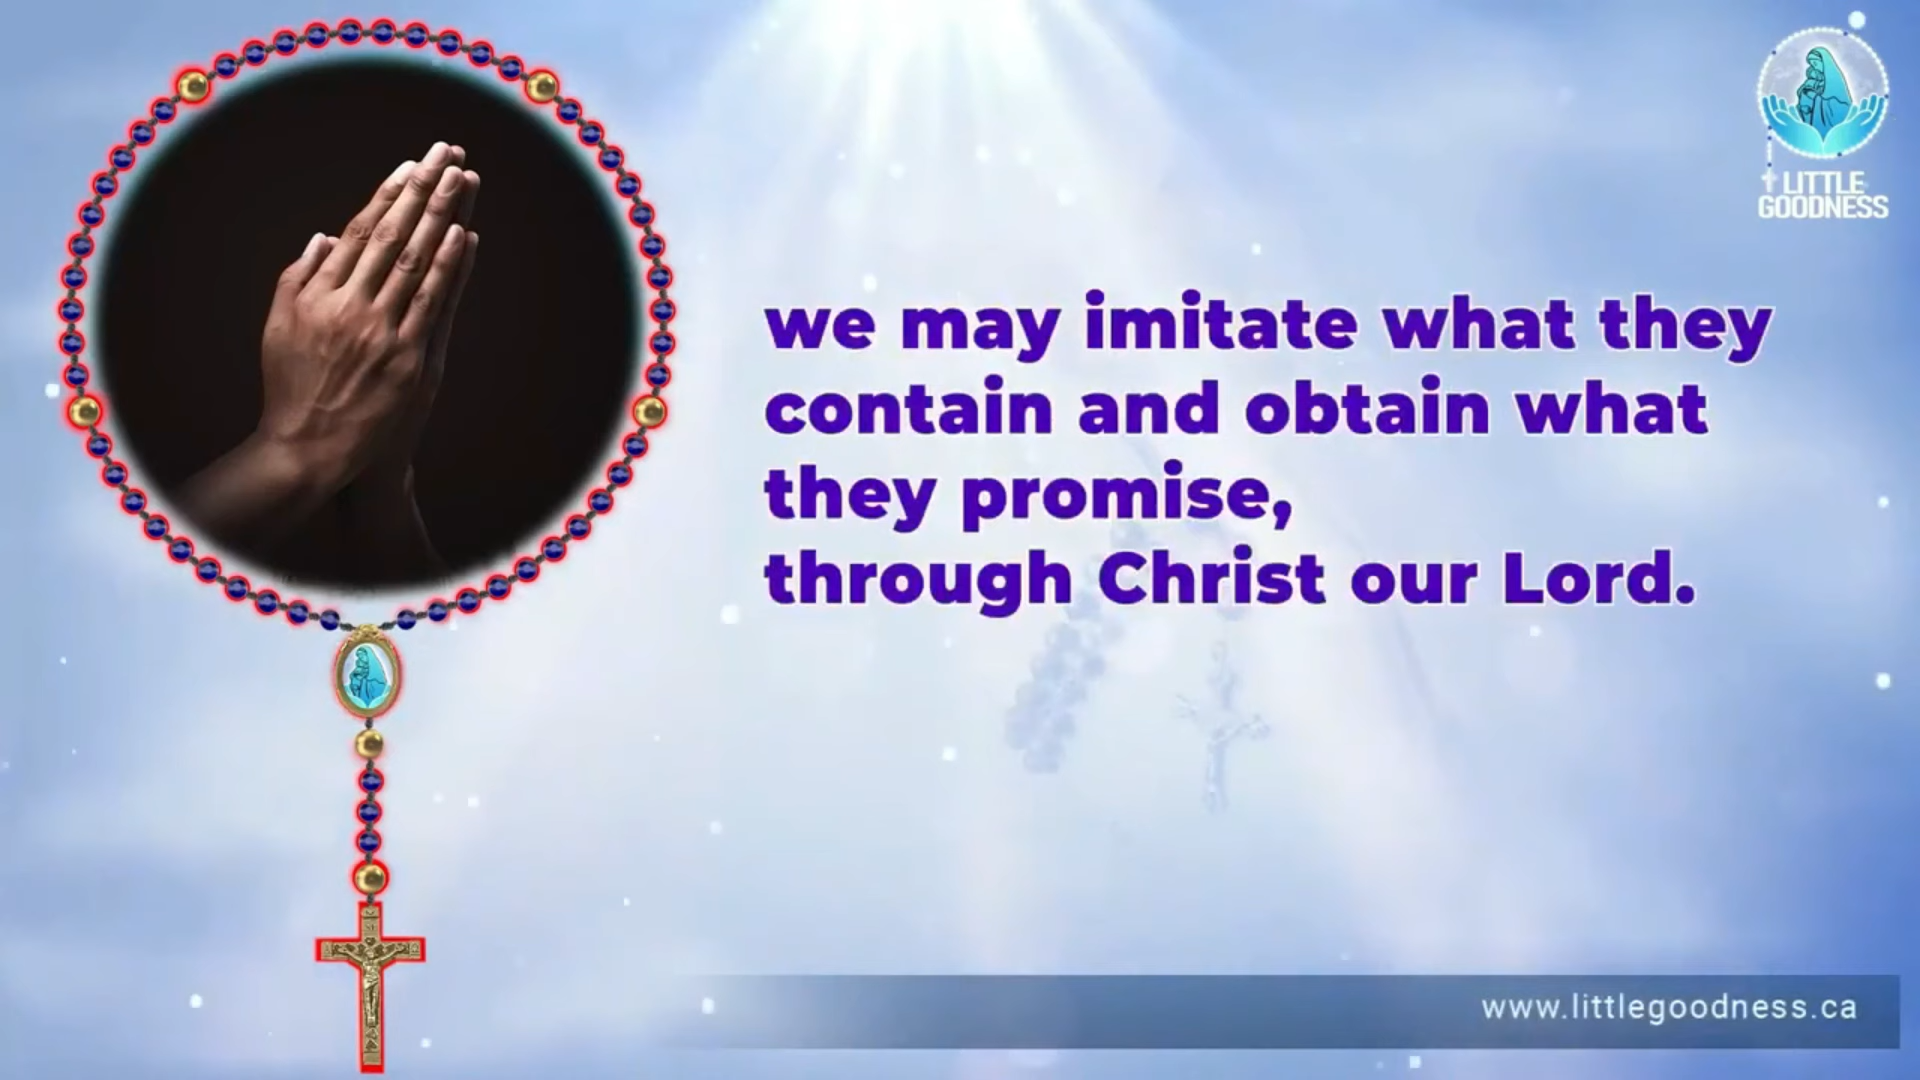 we may imitate what they
contain and obtain what
they promise,
through Christ our Lord.
LITTLE
GOODNESS
www.littlegoodness.ca